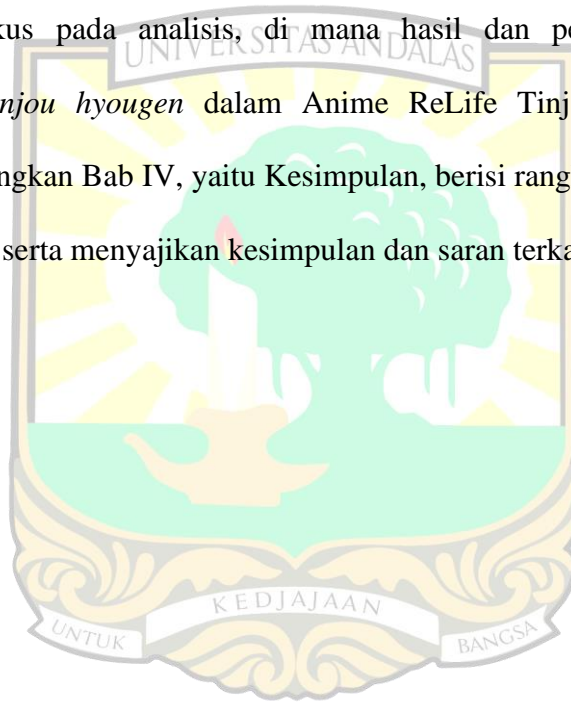 kus pada analisis, di mana hasil dan pe
UNIVERSITAS ANDALAS
njou hyougen dalam Anime ReLife Tinj
ngkan Bab IV, yaitu Kesimpulan, berisi rang
serta menyajikan kesimpulan dan saran terka
KEDJAJAAN
UNTUK
BANGSA